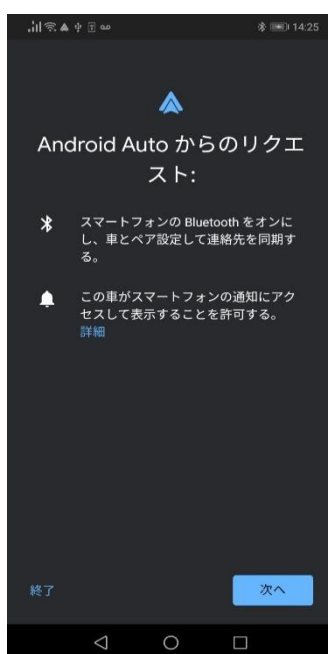 14:25
Android Auto からのリクエ
スト:
スマートフォンの Bluetooth をオンに
し、車とペア設定して連絡先を同期す
る。
この車がスマートフォンの通知にアク
セスして表示することを許可する。
詳細
終了
次へ